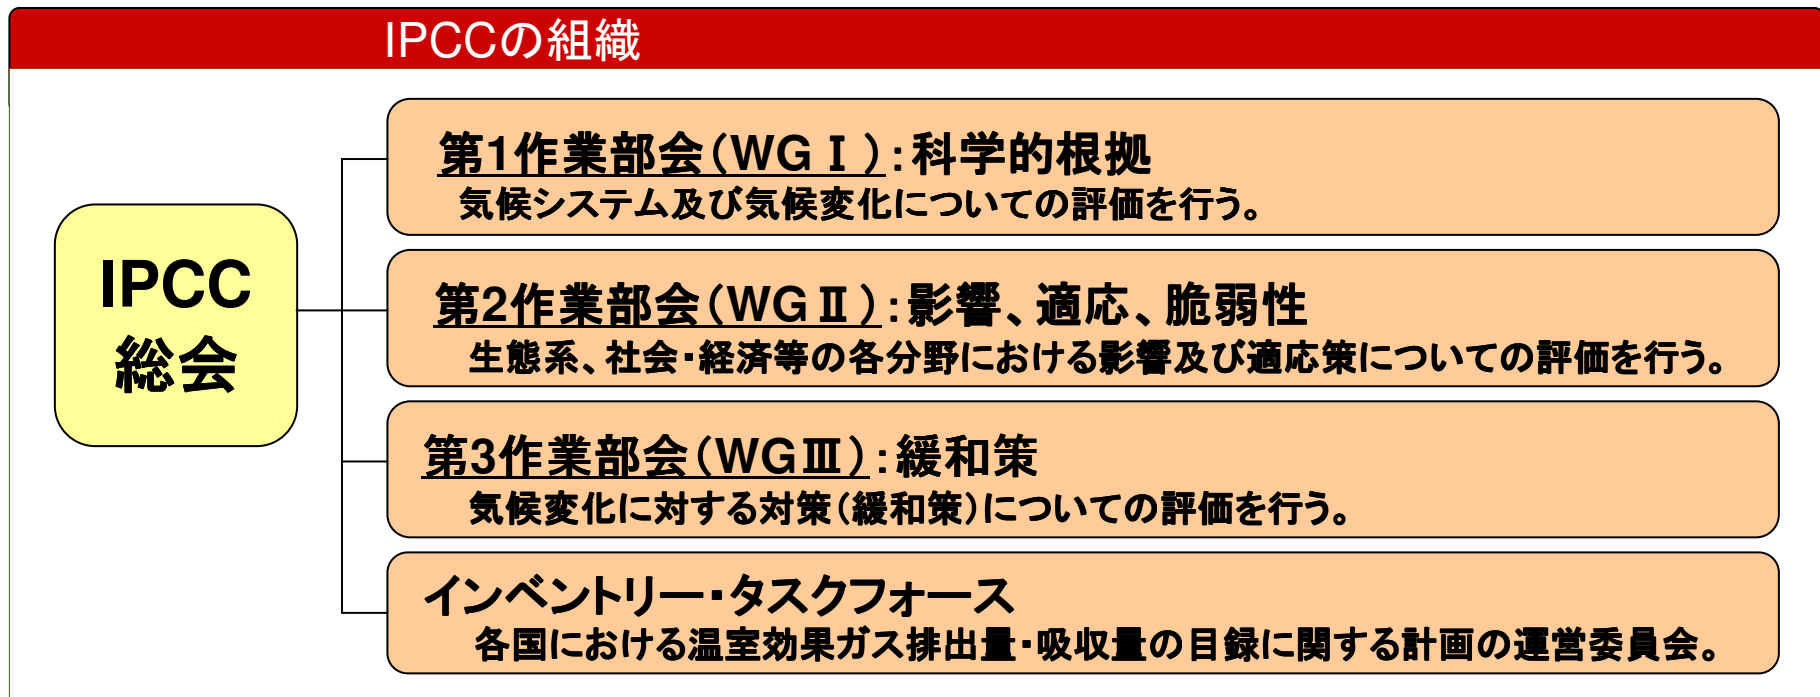 IPCCの組織
IPCC
総会
第1作業部会(WGⅠ):科学的根拠
気候システム及び気候変化についての評価を行う。
第2作業部会(WGⅡ):影響、適応、脆弱性
生態系、社会・経済等の各分野における影響及び適応策についての評価を行う。
第3作業部会(WGⅢ):緩和策
気候変化に対する対策(緩和策)についての評価を行う。
インベントリー・タスクフォース
各国における温室効果ガス排出量・吸収量の目録に関する計画の運営委員会。